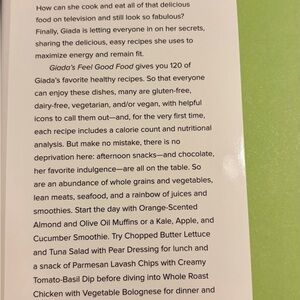 How can she cook and eat all of that delicious
food on television and still look so fabulous?
Finally, Giada is letting everyone in on her secrets,
sharing the delicious, easy recipes she uses to
maximize energy and remain fit.
Giada's Feel Good Food gives you 120 of
Giada's favorite healthy recipes. So that everyone
can enjoy these dishes, many are gluten-free,
dairy-free, vegetarian, and/or vegan, with helpful
icons to call them out—and, for the very first time,
each recipe includes a calorie count and nutritional
analysis. But make no mistake, there is no
deprivation here: afternoon snacks—and chocolate,
her favorite indulgence—are all on the table. So
are an abundance of whole grains and vegetables,
lean meats, seafood, and a rainbow of juices and
smoothies. Start the day with Orange-Scented
Almond and Olive Oil Muffins or a Kale, Apple, and
Cucumber Smoothie. Try Chopped Butter Lettuce
and Tuna Salad with Pear Dressing for lunch and
a snack of Parmesan Lavash Chips with Creamy
Tomato-Basil Dip before diving into Whole Roast
Chicken with Vegetable Bolognese for dinner and